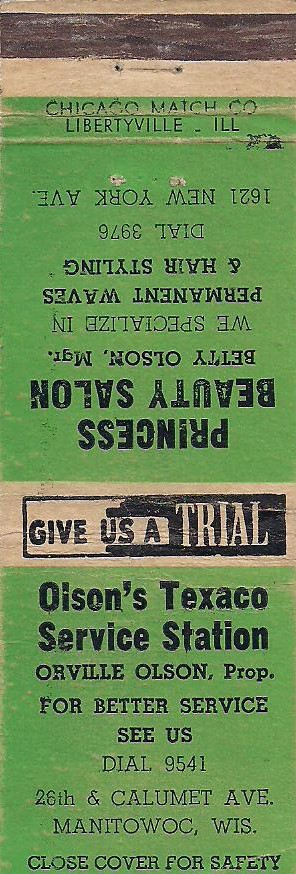 CHICAGO MATCH CO
LIBERTYVILLE - ILL
PRINCESS
BEAUTY SALON
BETTY OLSON, Mgr.
WE SPECIALIZE IN
PERMANENT WAVES
& HAIR STYLING
DIAL 3976
1621 NEW YORK AVE.
GIVE US A TRIAL
Olson's Texaco
Service Station
ORVILLE OLSON, Prop.
FOR BETTER SERVICE
SEE US
DIAL 9541
26th & CALUMET AVE.
MANITOWOC, WIS.
CLOSE COVER FOR SAFETY